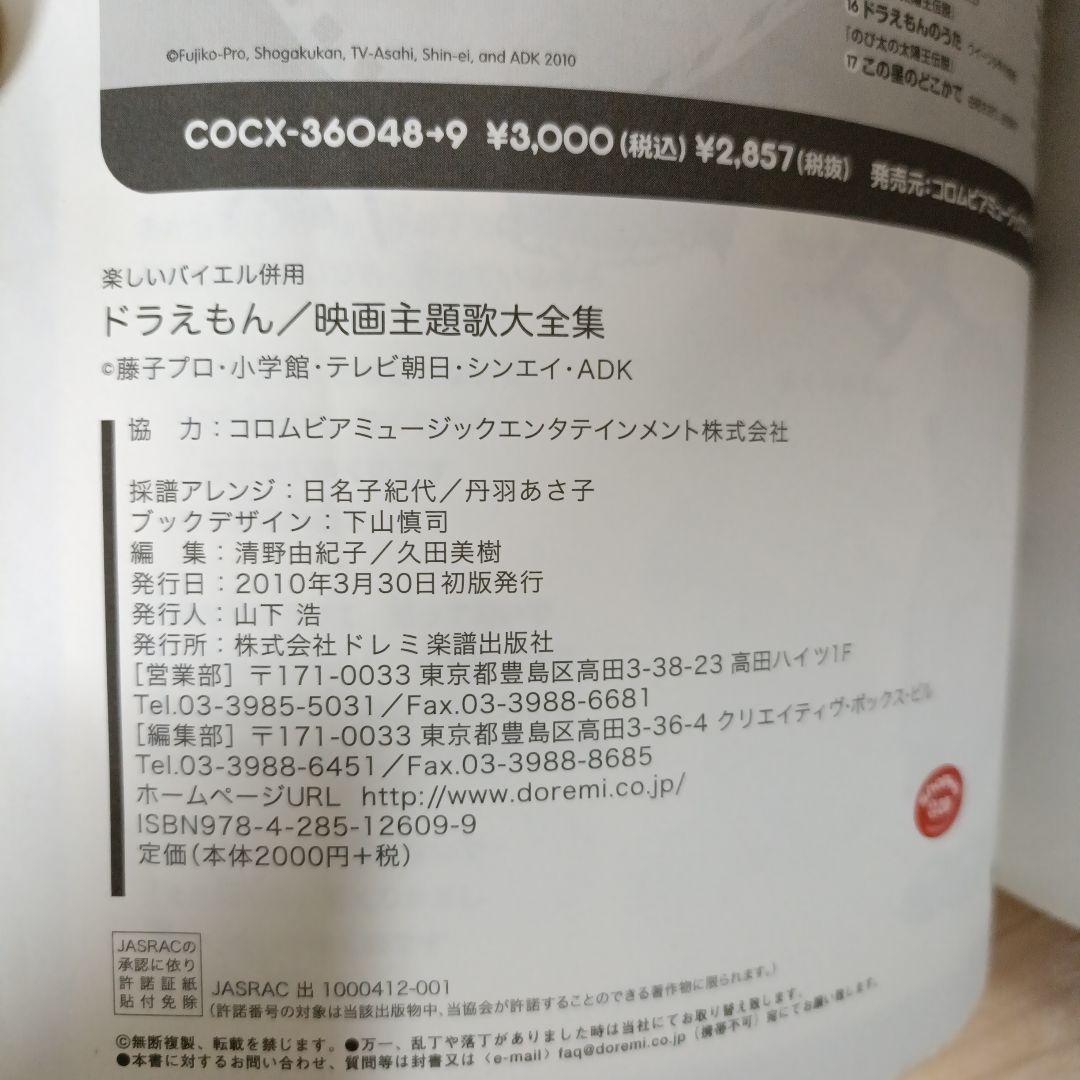 16 ドラえもんのうた
『のび太の太陽王伝説』
17 この星のどこかで
©Fujiko-Pro, Shogakukan, TV-Asahi, Shin-ei, and ADK 2010
COCX-36048→9 ¥3,000(税込) ¥2,857(税抜) 発売元:コロムビアミュージック
楽しいバイエル併用
ドラえもん/映画主題歌大全集
©藤子プロ・小学館・テレビ朝日・シンエイ・ADK
協 力:コロムビアミュージックエンタテインメント株式会社
採譜アレンジ:日名子紀代/丹羽あさ子
ブックデザイン:下山慎司
編 集:清野由紀子/久田美樹
発行日:2010年3月30日初版発行
発行人:山下 浩
発行所:株式会社ドレミ楽譜出版社
[営業部]〒171-0033 東京都豊島区高田3-38-23 高田ハイツ1F
Tel.03-3985-5031/Fax.03-3988-6681
[編集部]〒171-0033 東京都豊島区高田3-36-4 クリエイティヴ・ボックス・ビル
Tel.03-3988-6451/Fax.03-3988-8685
ホームページURL http://www.doremi.co.jp/
ISBN978-4-285-12609-9
定価(本体2000円+税)
JASRACの
承認に依り
許諾証紙
貼付免除
JASRAC 出 1000412-001
(許諾番号の対象は当該出版物中、当協会が許諾することのできる著作物に限られます。)
©無断複製、転載を禁じます。●万一、乱丁や落丁がありました時は当社にてお取り替え致します。
●本書に対するお問い合わせ、質問等は封書又は〈e-mail〉faq@doremi.co.jp(携帯不可)宛にてお願い致します。